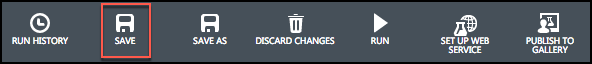 RUN HISTORY
SAVE
SAVE AS
DISCARD CHANGES
RUN
SET UP WEB
SERVICE
PUBLISH TO
GALLERY